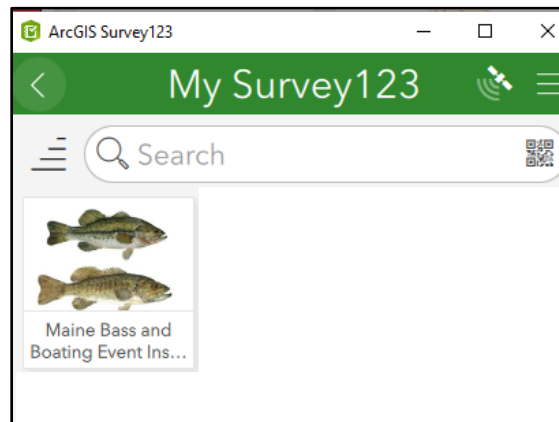 ArcGIS Survey123
My Survey123
Search
Maine Bass and
Boating Event Ins...